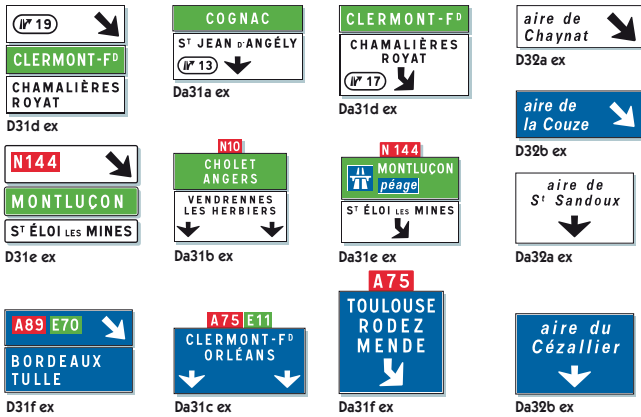 19
CLERMONT-Fᴰ
CHAMALIÈRES
ROYAT
D31d ex
COGNAC
Sᵀ JEAN D'ANGÉLY
13
Da31a ex
CLERMONT-Fᴰ
CHAMALIÈRES
ROYAT
17
Da31d ex
aire de
Chaynat
D32a ex
aire de
la Couze
D32b ex
N144
MONTLUÇON
Sᵀ ÉLOI LES MINES
D31e ex
N10
CHOLET
ANGERS
VENDRENNES
LES HERBIERS
Da31b ex
N 144
MONTLUÇON
péage
Sᵀ ÉLOI LES MINES
Da31e ex
aire de
Sᵗ Sandoux
Da32a ex
A89 E70
BORDEAUX
TULLE
D31f ex
A75 E11
CLERMONT-Fᴰ
ORLÉANS
Da31c ex
A75
TOULOUSE
RODEZ
MENDE
Da31f ex
aire du
Cézallier
Da32b ex